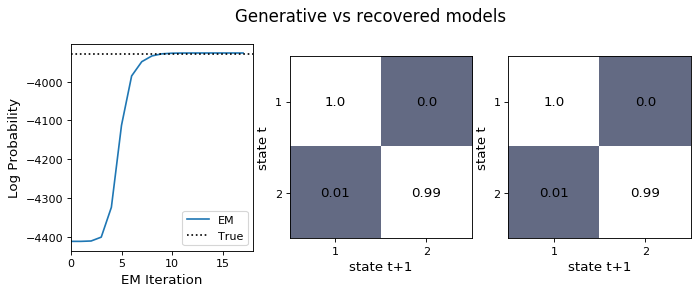 Generative vs recovered models
Log Probability
−4000
−4100
−4200
−4300
−4400
0
5
10
15
EM Iteration
EM
True
state t
1
2
1.0
0.0
0.01
0.99
1
2
state t+1
state t
1
2
1.0
0.0
0.01
0.99
1
2
state t+1